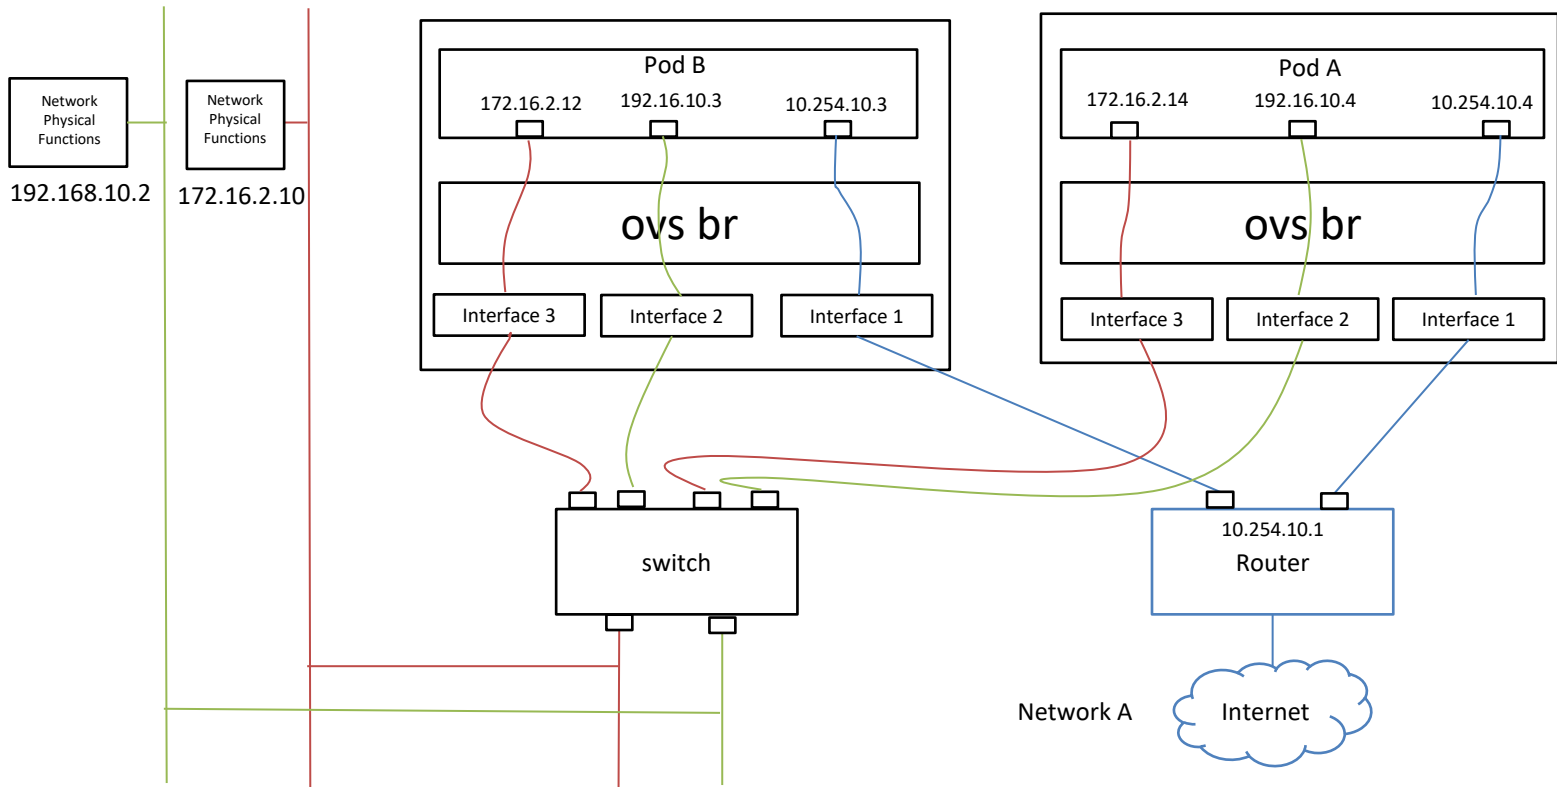 Network
Physical
Functions
192.168.10.2
Network
Physical
Functions
172.16.2.10
Pod B
172.16.2.12
192.16.10.3
10.254.10.3
ovs br
Interface 3
Interface 2
Interface 1
Pod A
172.16.2.14
192.16.10.4
10.254.10.4
ovs br
Interface 3
Interface 2
Interface 1
switch
10.254.10.1
Router
Network A
Internet